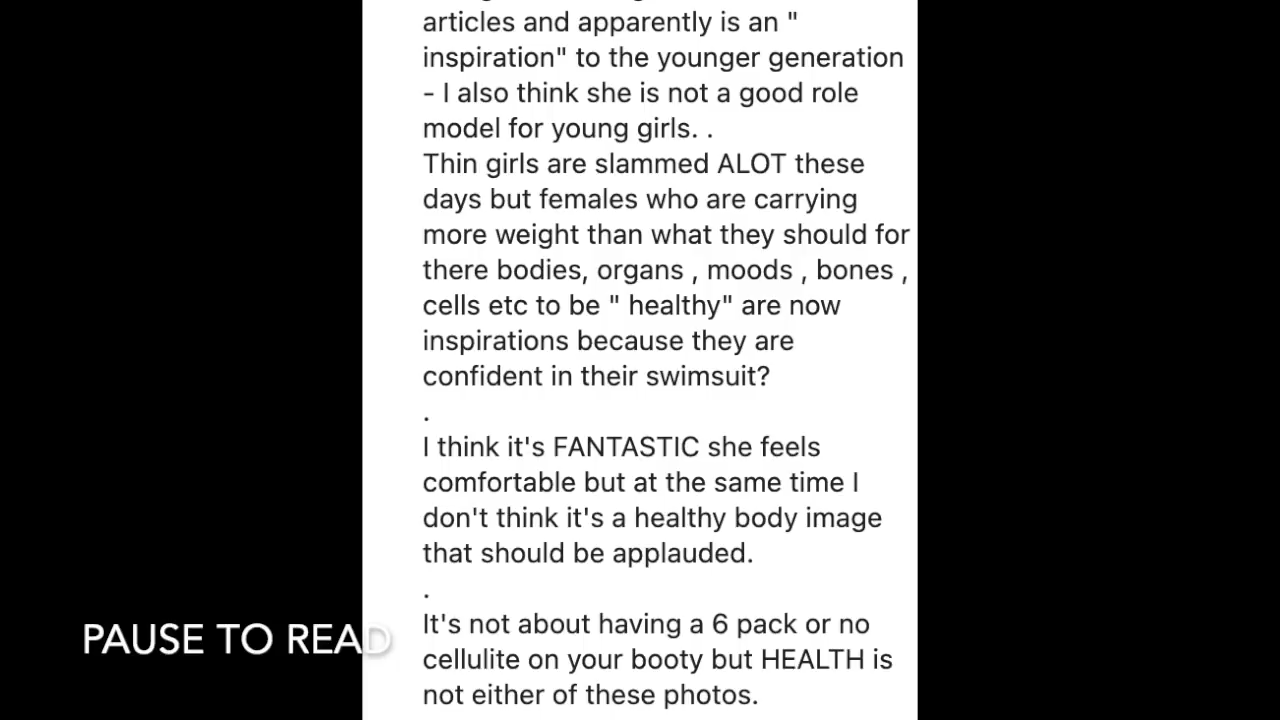 articles and apparently is an "
inspiration" to the younger generation
- I also think she is not a good role
model for young girls. .
Thin girls are slammed ALOT these
days but females who are carrying
more weight than what they should for
there bodies, organs , moods , bones ,
cells etc to be " healthy" are now
inspirations because they are
confident in their swimsuit?
.
I think it's FANTASTIC she feels
comfortable but at the same time I
don't think it's a healthy body image
that should be applauded.
.
It's not about having a 6 pack or no
cellulite on your booty but HEALTH is
not either of these photos.
PAUSE TO READ